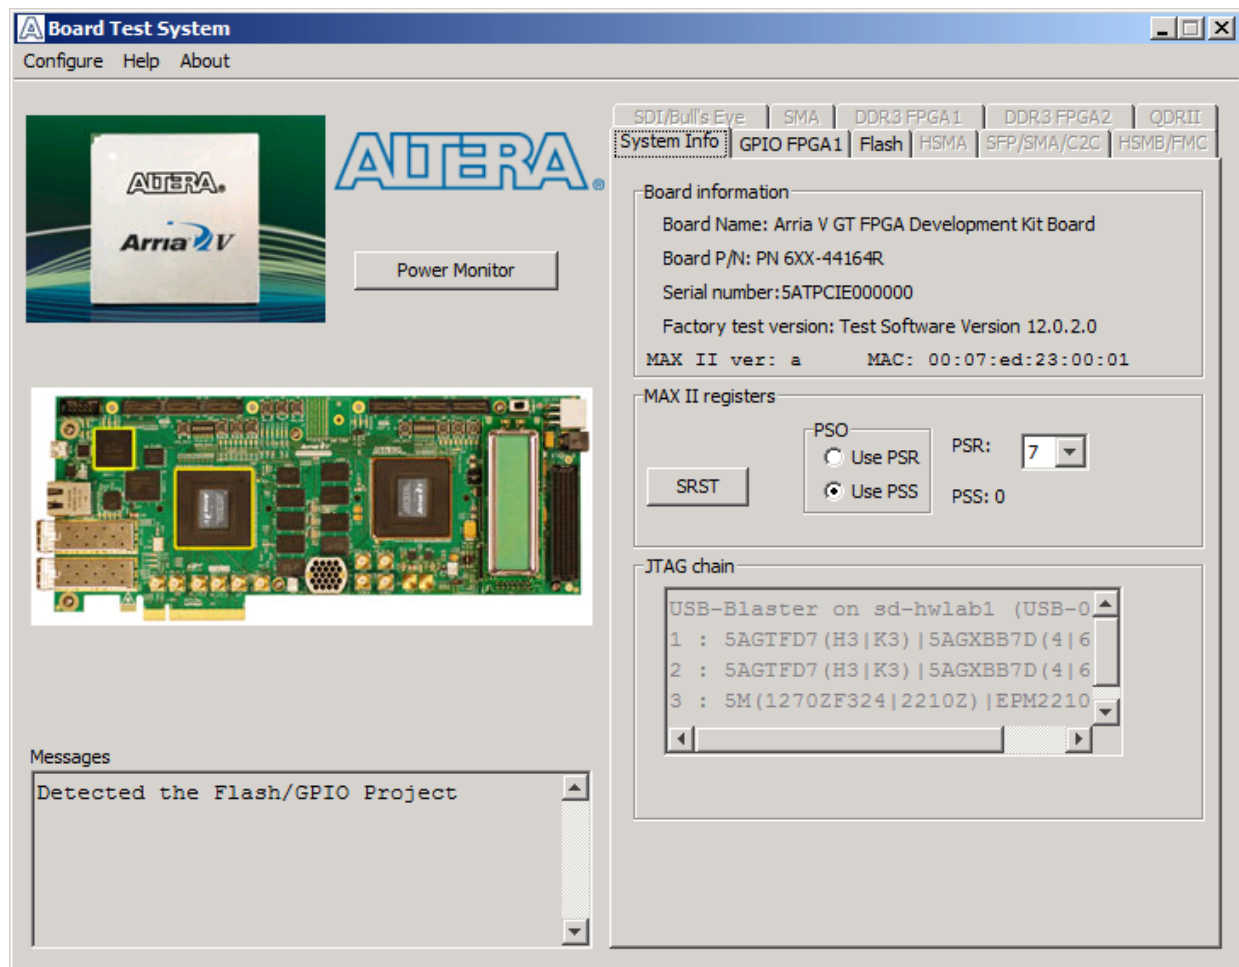 Board Test System
Configure Help About
SDI/Bull's Eye SMA DDR3 FPGA1 DDR3 FPGA2 QDRII
System Info GPIO FPGA1 Flash HSMA SFP/SMA/C2C HSMB/FMC
ALTERA®
ALTERA®
Arria V
Power Monitor
Board information
Board Name: Arria V GT FPGA Development Kit Board
Board P/N: PN 6XX-44164R
Serial number:5ATPCIE000000
Factory test version: Test Software Version 12.0.2.0
MAX II ver: a MAC: 00:07:ed:23:00:01
MAX II registers
SRST
PSO
Use PSR
Use PSS
PSR: 7
PSS: 0
JTAG chain
USB-Blaster on sd-hwlab1 (USB-0
1 : 5AGTFD7(H3|K3)|5AGXBB7D(4|6
2 : 5AGTFD7(H3|K3)|5AGXBB7D(4|6
3 : 5M(1270ZF324|2210Z)|EPM2210
Messages
Detected the Flash/GPIO Project